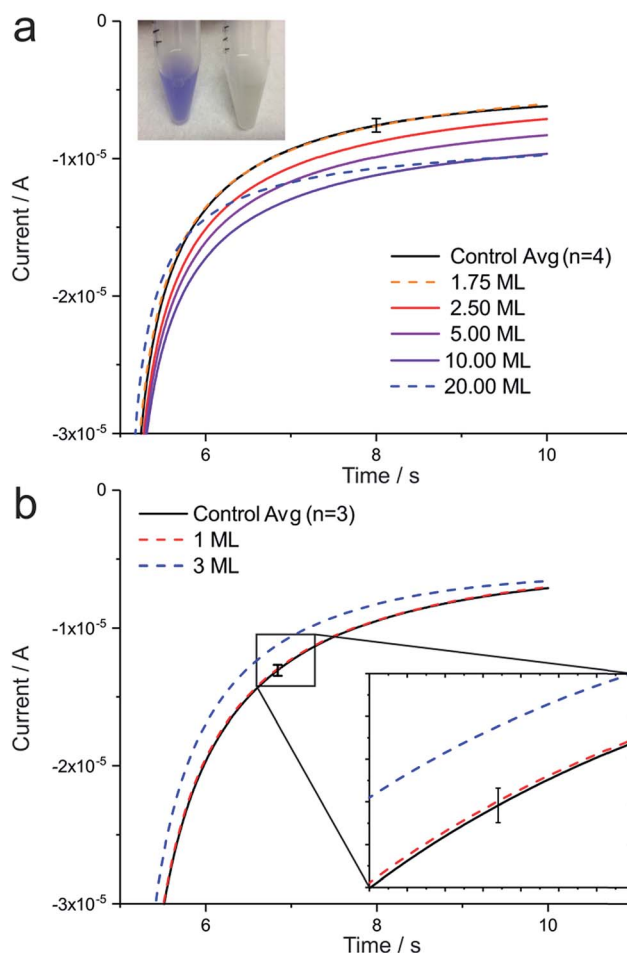 a
0
-1x10⁻⁵
-2x10⁻⁵
-3x10⁻⁵
Current / A
Control Avg (n=4)
1.75 ML
2.50 ML
5.00 ML
10.00 ML
20.00 ML
6
8
10
Time / s
b
0
-1x10⁻⁵
-2x10⁻⁵
-3x10⁻⁵
Current / A
Control Avg (n=3)
1 ML
3 ML
6
8
10
Time / s